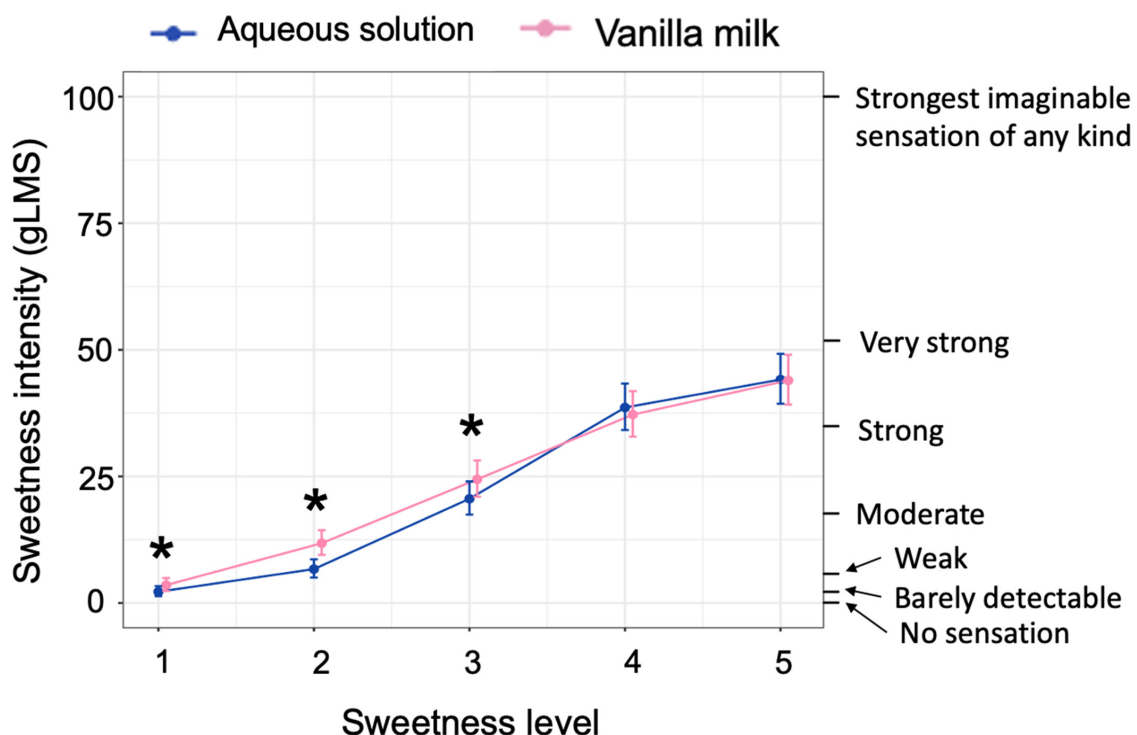 Aqueous solution
Vanilla milk
Sweetness intensity (gLMS)
100
75
50
25
0
*
*
*
1
2
3
4
5
Sweetness level
Strongest imaginable
sensation of any kind
Very strong
Strong
Moderate
Weak
Barely detectable
No sensation